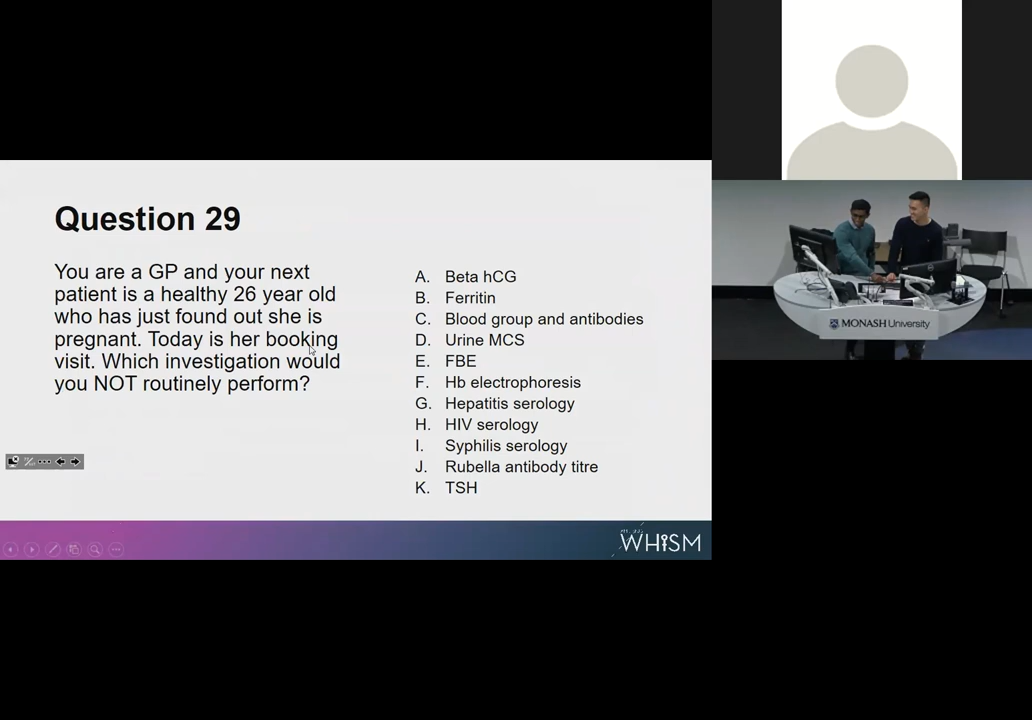 Question 29
You are a GP and your next
patient is a healthy 26 year old
who has just found out she is
pregnant. Today is her booking
visit. Which investigation would
you NOT routinely perform?
A. Beta hCG
B. Ferritin
C. Blood group and antibodies
D. Urine MCS
E. FBE
F. Hb electrophoresis
G. Hepatitis serology
H. HIV serology
I. Syphilis serology
J. Rubella antibody titre
K. TSH
WHiSM
MONASH University